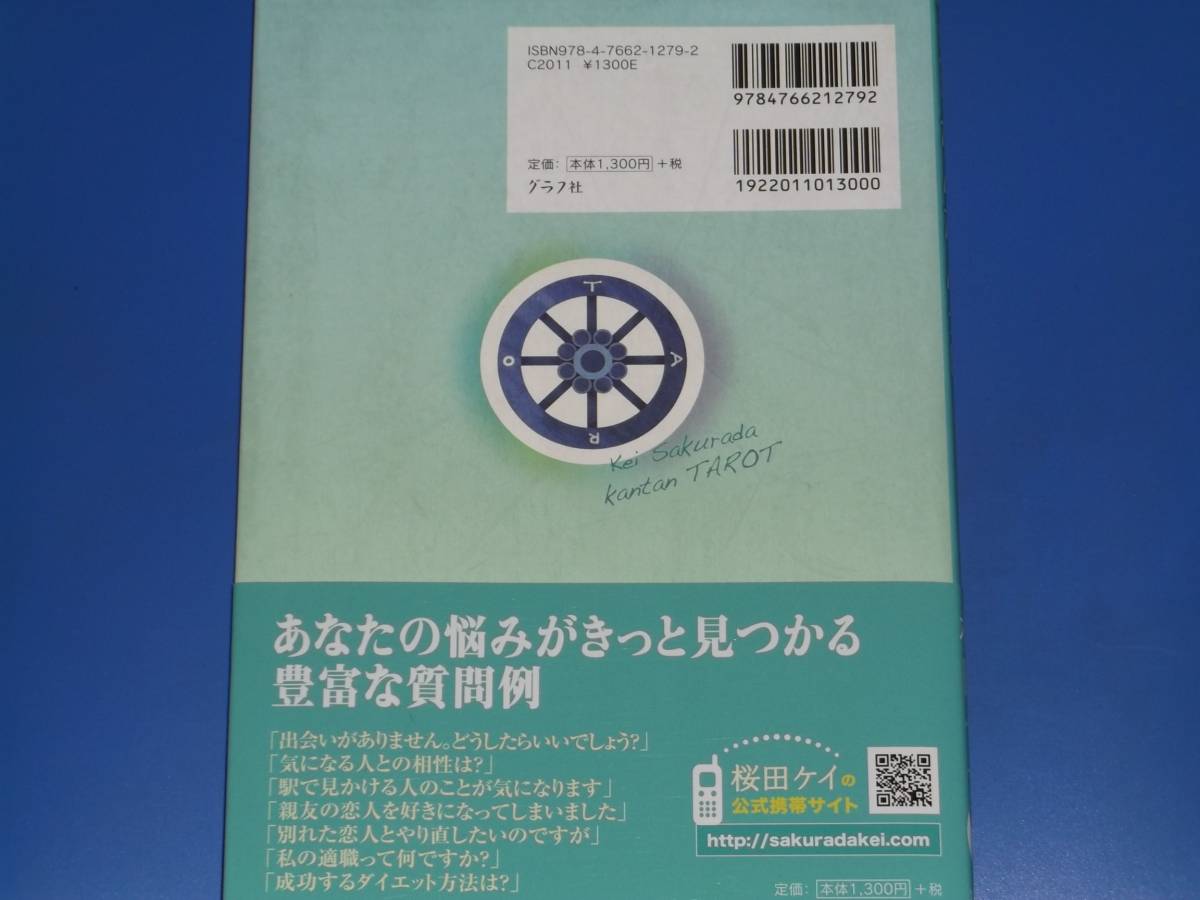 ISBN978-4-7662-1279-2
C2011 ¥1300E
9784766212792
定価: 本体1,300円 +税
グラフ社
1922011013000
T
A
R
O
Kei Sakurada
kantan TAROT
あなたの悩みがきっと見つかる
豊富な質問例
「出会いがありません。どうしたらいいでしょう?」
「気になる人との相性は?」
「駅で見かける人のことが気になります」
「親友の恋人を好きになってしまいました」
「別れた恋人とやり直したいのですが」
「私の適職って何ですか?」
「成功するダイエット方法は?」
桜田ケイの
公式携帯サイト
http://sakuradakei.com
定価: 本体1,300円 +税